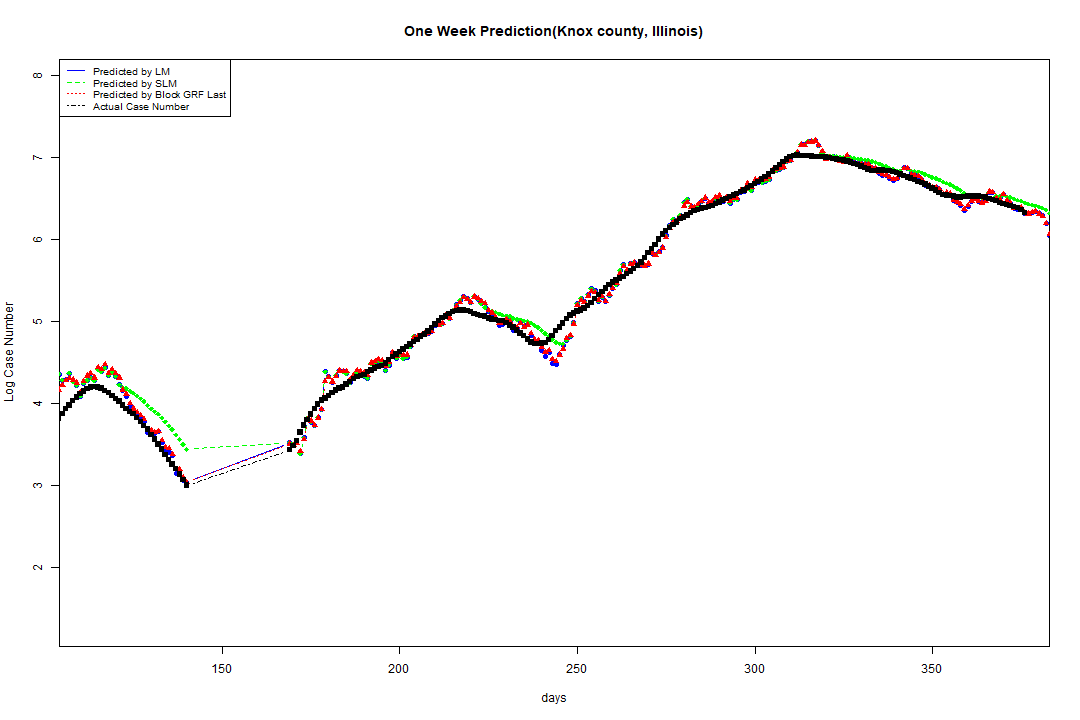 One Week Prediction(Knox county, Illinois)
Predicted by LM
Predicted by SLM
Predicted by Block GRF Last
Actual Case Number
8
7
6
5
4
3
2
Log Case Number
150 200 250 300 350
days